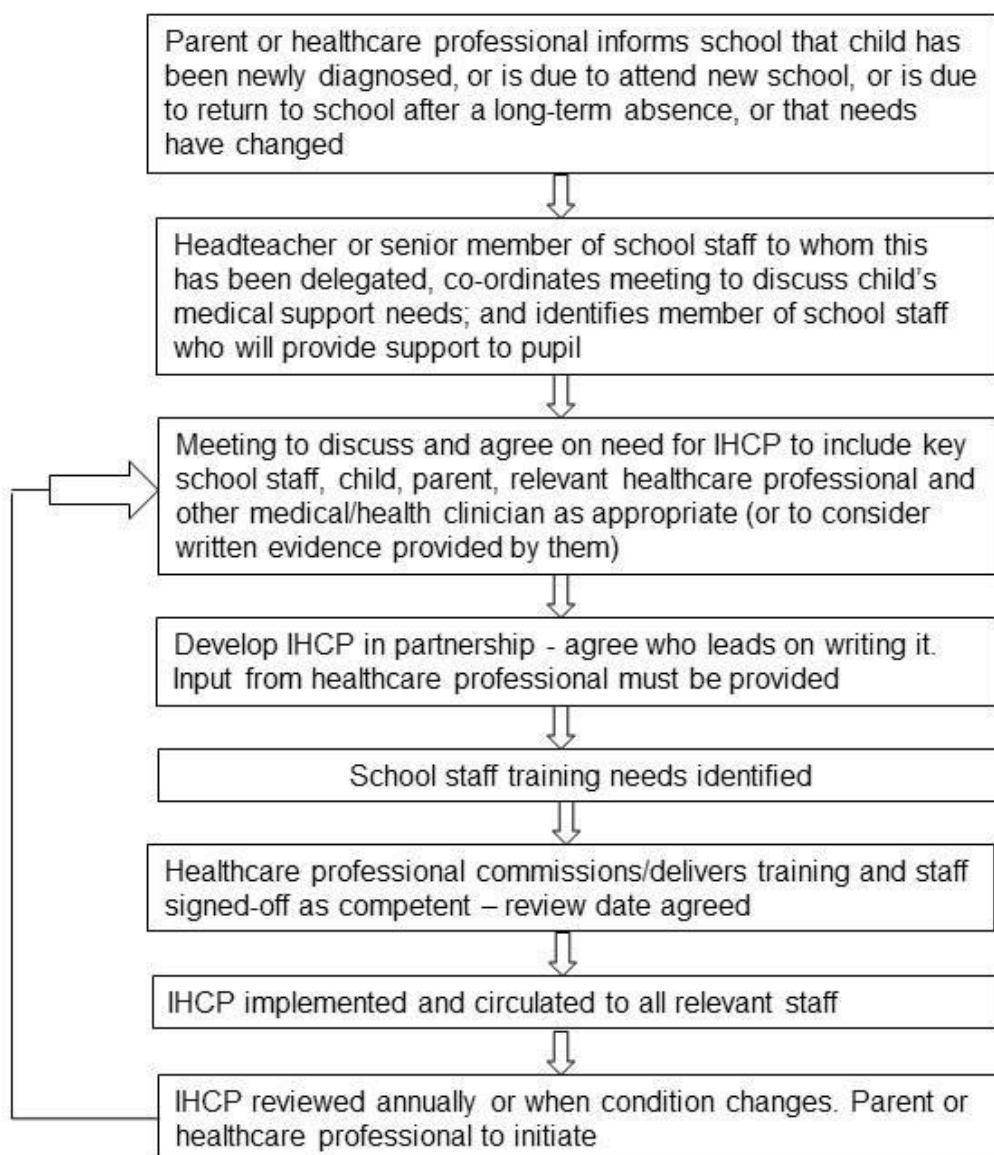 Parent or healthcare professional informs school that child has
been newly diagnosed, or is due to attend new school, or is due
to return to school after a long-term absence, or that needs
have changed
Headteacher or senior member of school staff to whom this
has been delegated, co-ordinates meeting to discuss child's
medical support needs; and identifies member of school staff
who will provide support to pupil
Meeting to discuss and agree on need for IHCP to include key
school staff, child, parent, relevant healthcare professional and
other medical/health clinician as appropriate (or to consider
written evidence provided by them)
Develop IHCP in partnership - agree who leads on writing it.
Input from healthcare professional must be provided
School staff training needs identified
Healthcare professional commissions/delivers training and staff
signed-off as competent – review date agreed
IHCP implemented and circulated to all relevant staff
IHCP reviewed annually or when condition changes. Parent or
healthcare professional to initiate